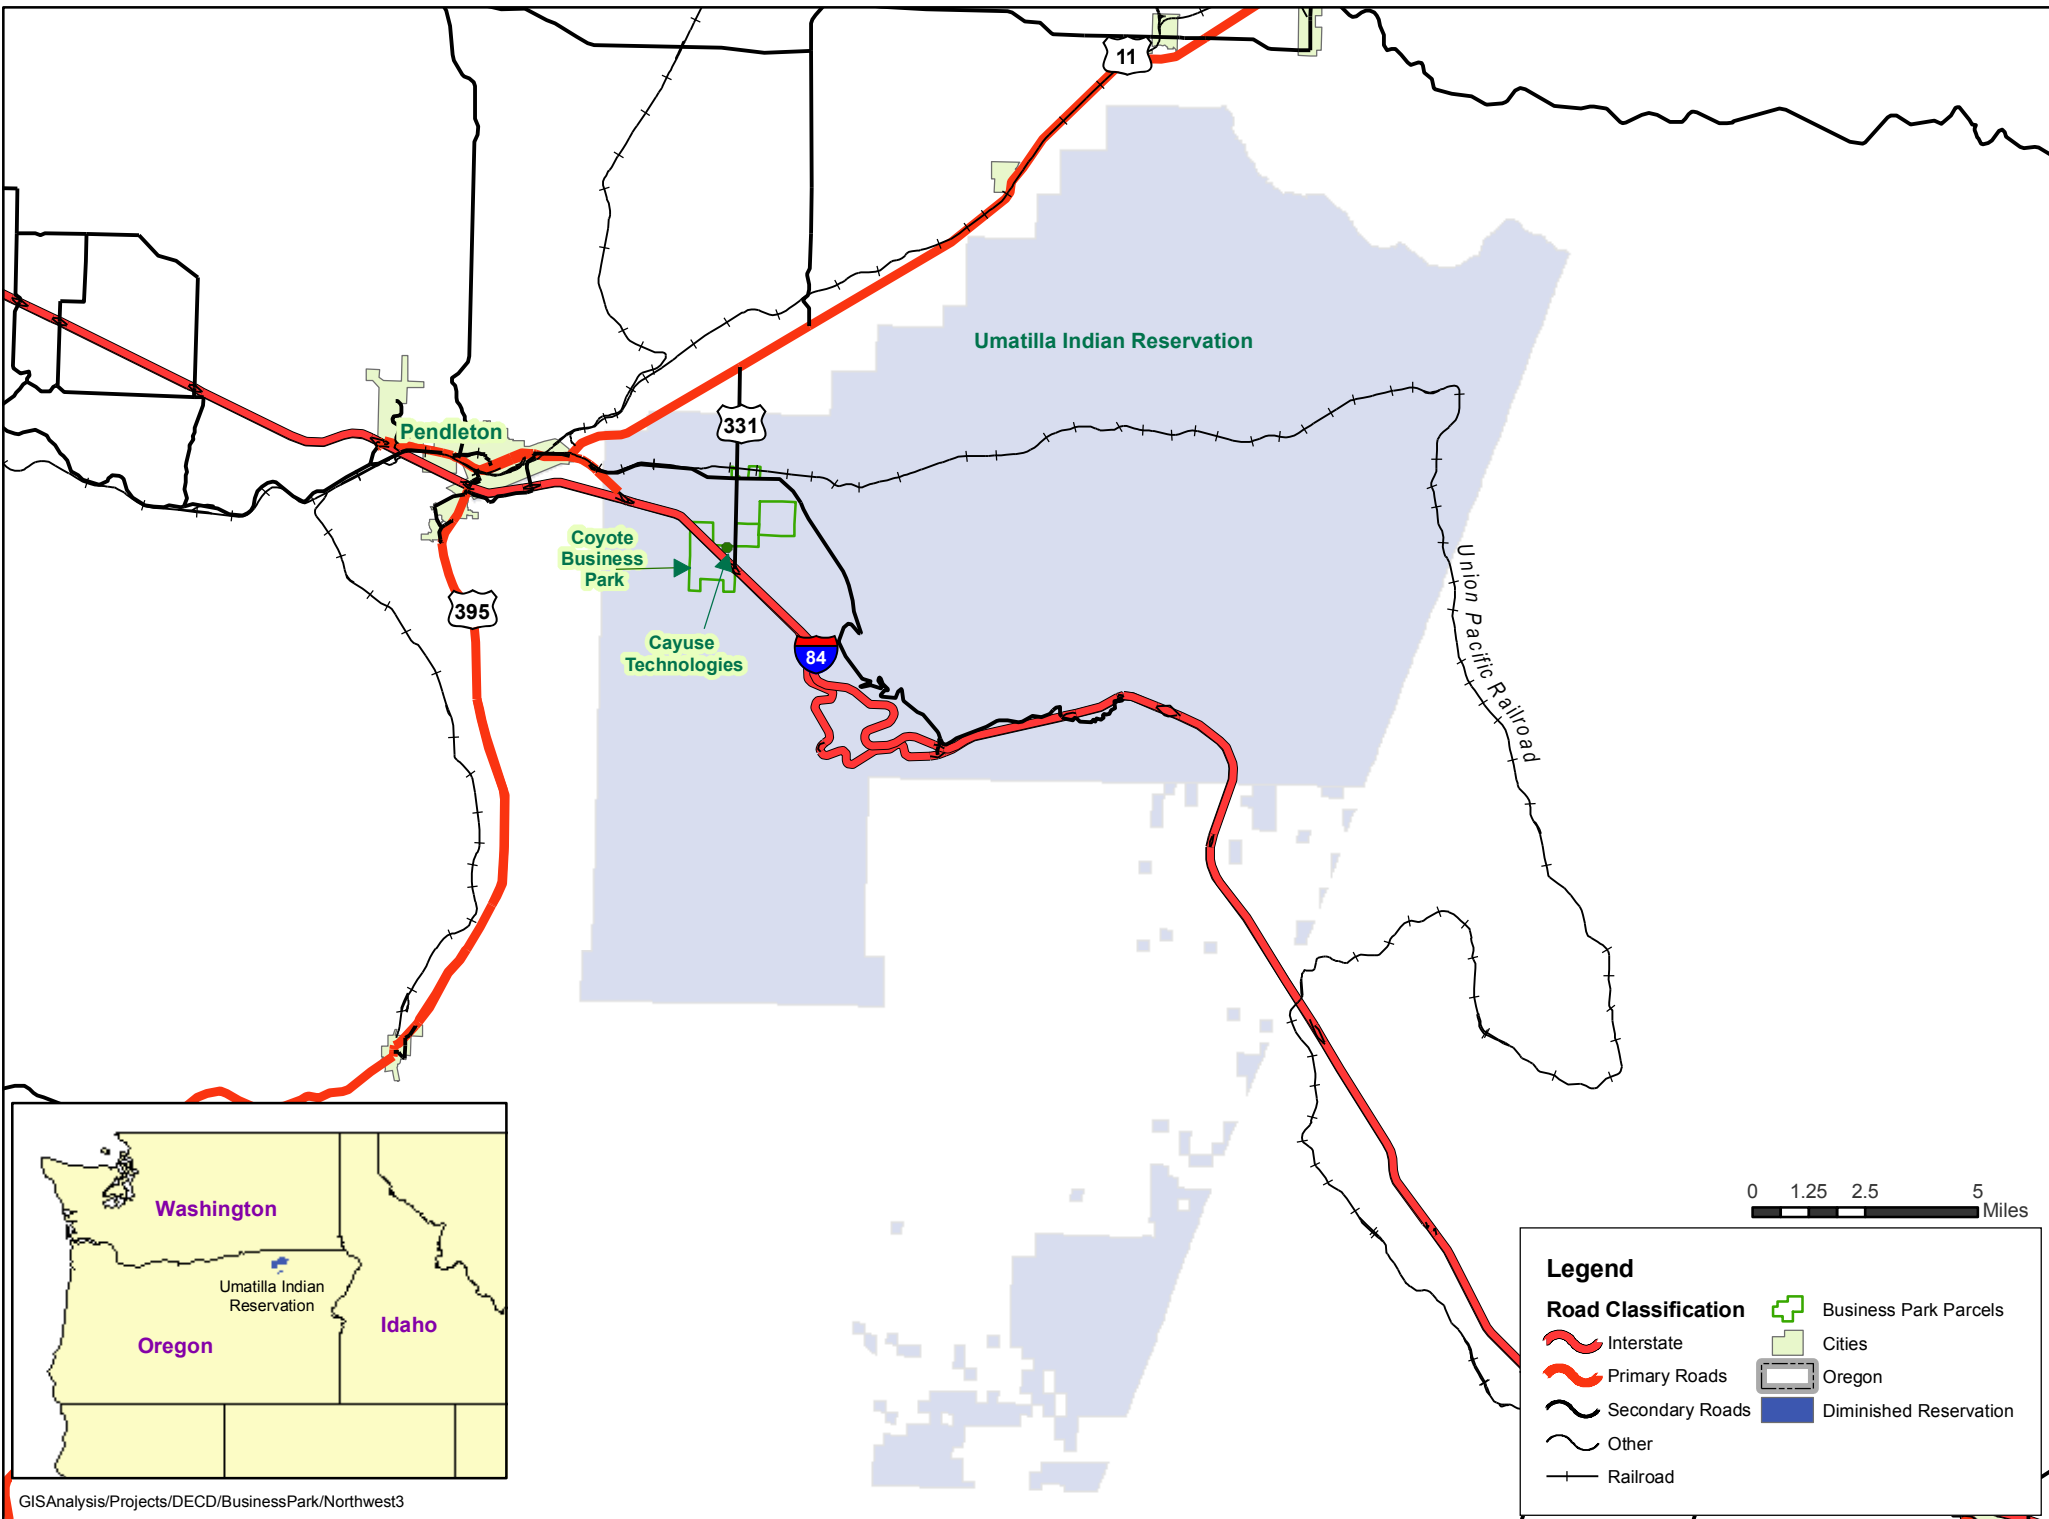 11
Umatilla Indian Reservation
Pendleton
331
Coyote
Business
Park
395
Cayuse
Technologies
84
Union Pacific Railroad
Washington
Umatilla Indian
Reservation
Idaho
Oregon
0 1.25 2.5 5
Miles
Legend
Road Classification
Interstate
Primary Roads
Secondary Roads
Other
Railroad
Business Park Parcels
Cities
Oregon
Diminished Reservation
GISAnalysis/Projects/DECD/BusinessPark/Northwest3